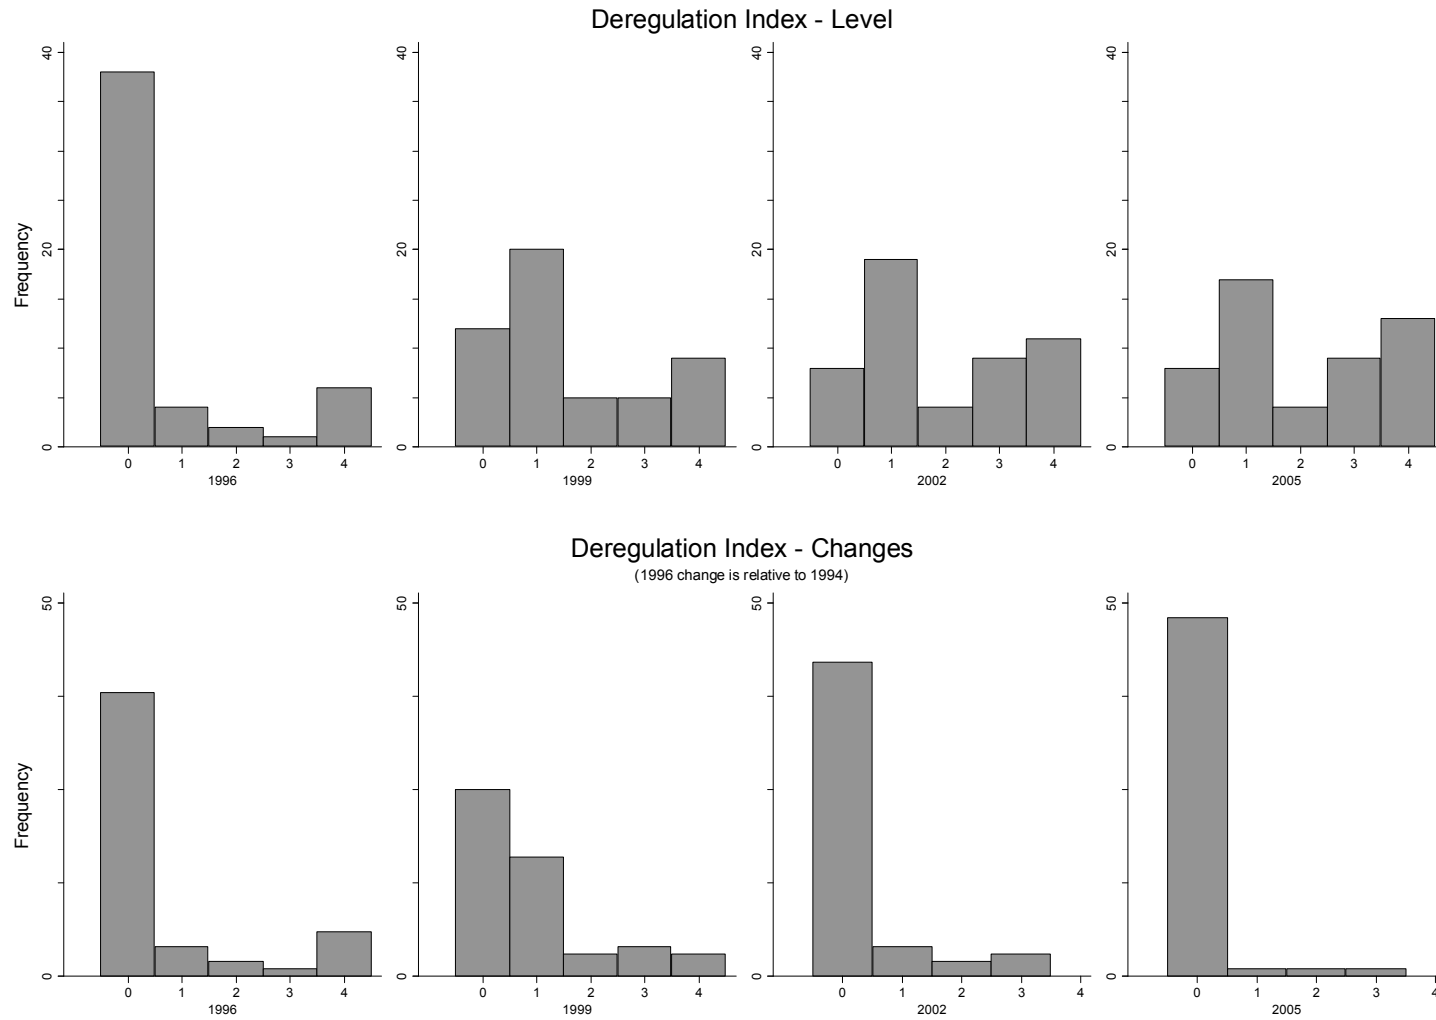 Deregulation Index - Level
Frequency
0 20 40
0 1 2 3 4
1996
0 20 40
0 1 2 3 4
1999
0 20 40
0 1 2 3 4
2002
0 20 40
0 1 2 3 4
2005
Deregulation Index - Changes
(1996 change is relative to 1994)
Frequency
0 50
0 1 2 3 4
1996
0 50
0 1 2 3 4
1999
0 50
0 1 2 3 4
2002
0 50
0 1 2 3 4
2005